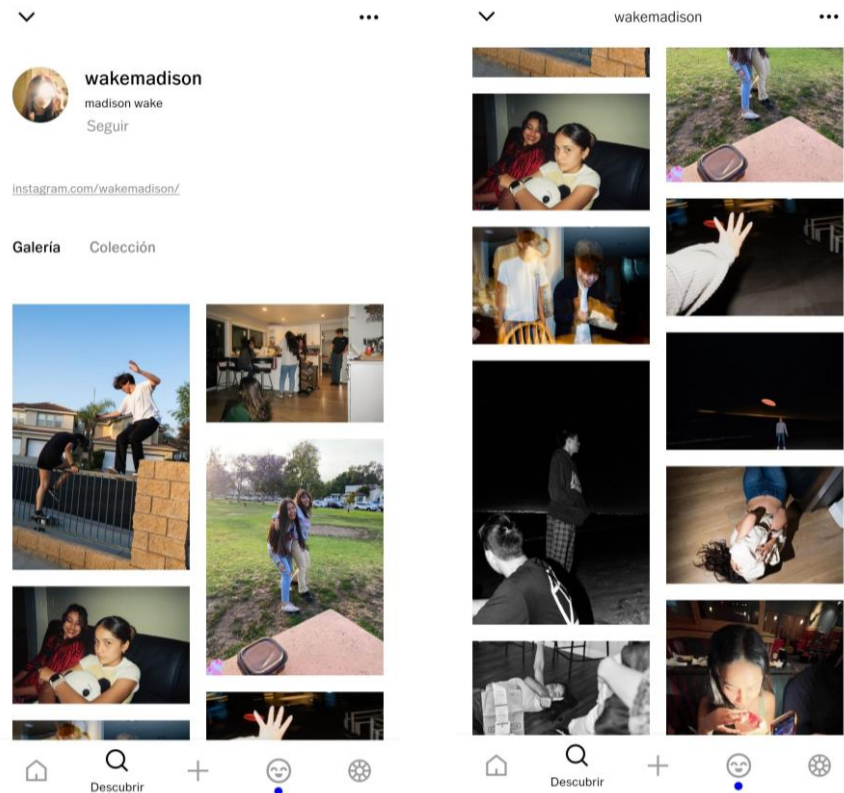 wakemadison
madison wake
Seguir
instagram.com/wakemadison/
Galería Colección
Descubrir
wakemadison
Descubrir